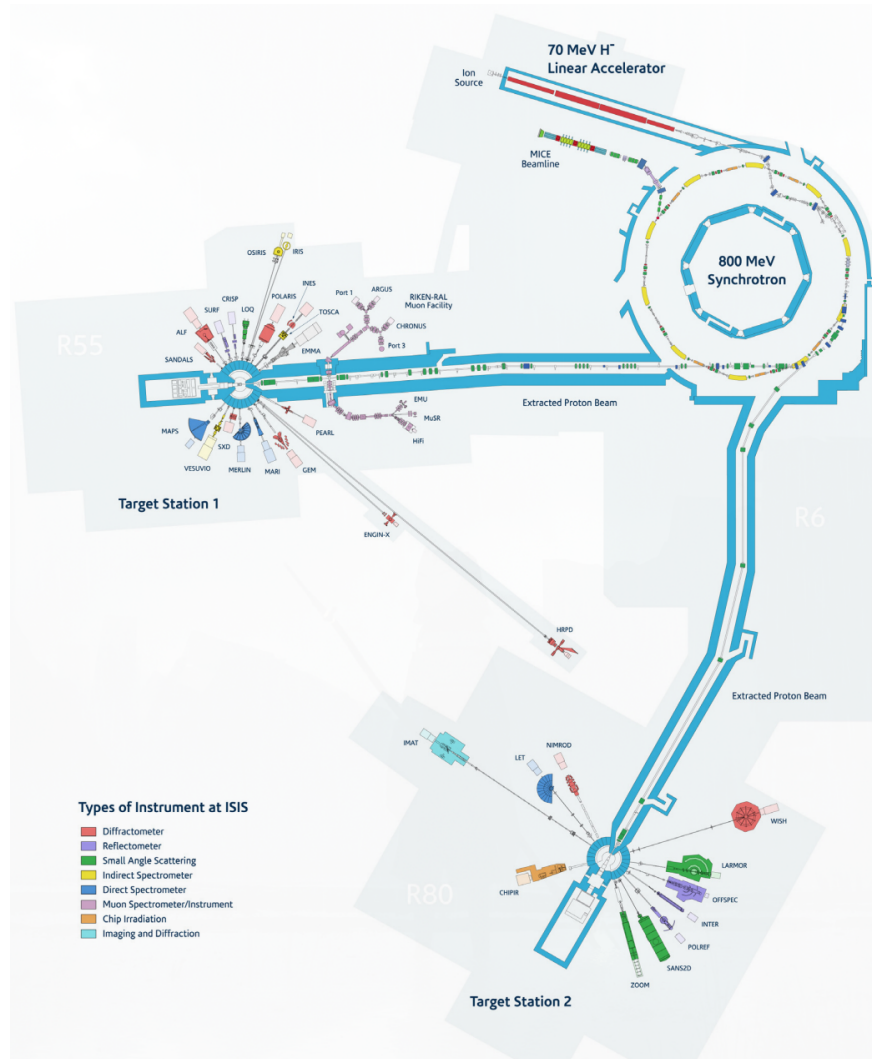 70 MeV H⁻
Linear Accelerator
Ion
Source
MICE
Beamline
800 MeV
Synchrotron
OSIRIS
IRIS
INES
POLARIS
CRISP
LOQ
SURF
TOSCA
ALF
EMMA
SANDALS
Port 1
ARGUS
RIKEN-RAL
Muon Facility
CHRONUS
Port 3
R55
Extracted Proton Beam
EMU
MuSR
HiFi
PEARL
MAPS
SXD
VESUVIO
MERLIN
MARI
GEM
Target Station 1
R6
ENGIN-X
HRPD
Extracted Proton Beam
IMAT
LET
NIMROD
WISH
LARMOR
OFFSPEC
INTER
POLREF
SANS2D
ZOOM
CHIPIR
R80
Target Station 2
Types of Instrument at ISIS
Diffractometer
Reflectometer
Small Angle Scattering
Indirect Spectrometer
Direct Spectrometer
Muon Spectrometer/Instrument
Chip Irradiation
Imaging and Diffraction